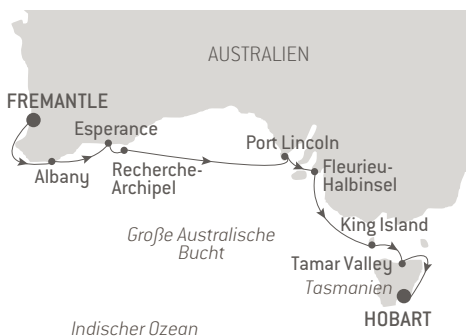 AUSTRALIEN
FREMANTLE
Esperance
Albany
Recherche-
Archipel
Port Lincoln
Fleurieu-
Halbinsel
Große Australische
Bucht
King Island
Tamar Valley
Tasmanien
HOBART
Indischer Ozean